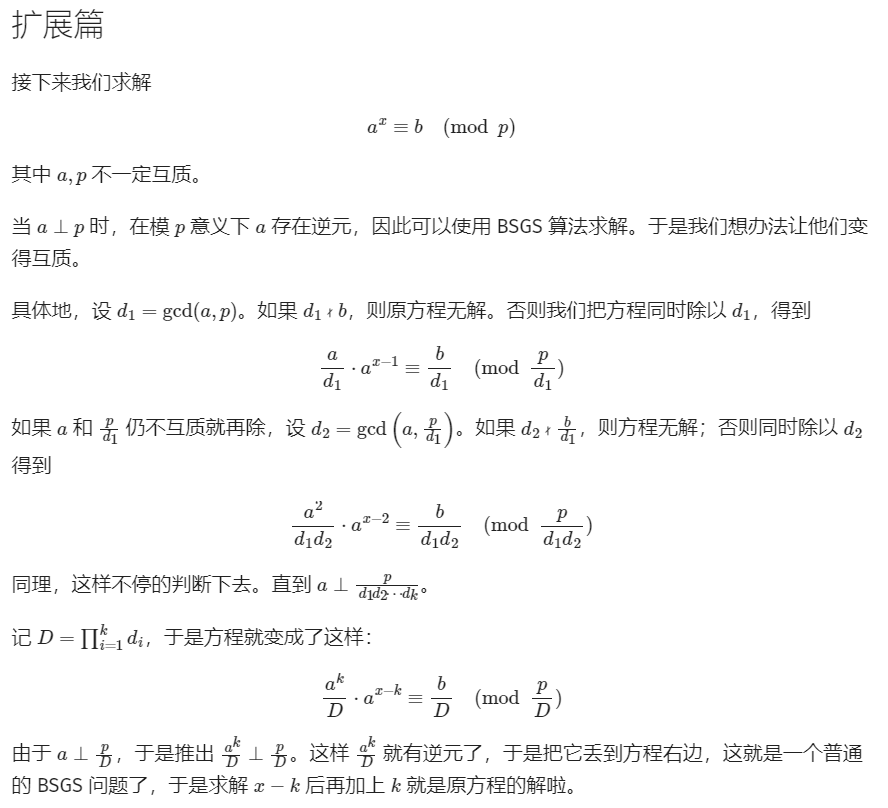 扩展篇
接下来我们求解
$a^x \equiv b \pmod p$
其中 $a, p$ 不一定互质。
当 $a \perp p$ 时，在模 $p$ 意义下 $a$ 存在逆元，因此可以使用 BSGS 算法求解。于是我们想办法让他们变
得互质。
具体地，设 $d_1 = \gcd(a, p)$。如果 $d_1 \nmid b$，则原方程无解。否则我们把方程同时除以 $d_1$，得到
$\frac{a}{d_1} \cdot a^{x-1} \equiv \frac{b}{d_1} \pmod{\frac{p}{d_1}}$
如果 $a$ 和 $\frac{p}{d_1}$ 仍不互质就再除，设 $d_2 = \gcd\left(a, \frac{p}{d_1}\right)$。如果 $d_2 \nmid \frac{b}{d_1}$，则方程无解；否则同时除以 $d_2$
得到
$\frac{a^2}{d_1 d_2} \cdot a^{x-2} \equiv \frac{b}{d_1 d_2} \pmod{\frac{p}{d_1 d_2}}$
同理，这样不停的判断下去。直到 $a \perp \frac{p}{d_1 d_2 \cdots d_k}$。
记 $D = \prod_{i=1}^{k} d_i$，于是方程就变成了这样：
$\frac{a^k}{D} \cdot a^{x-k} \equiv \frac{b}{D} \pmod{\frac{p}{D}}$
由于 $a \perp \frac{p}{D}$，于是推出 $\frac{a^k}{D} \perp \frac{p}{D}$。这样 $\frac{a^k}{D}$ 就有逆元了，于是把它丢到方程右边，这就是一个普通
的 BSGS 问题了，于是求解 $x - k$ 后再加上 $k$ 就是原方程的解啦。